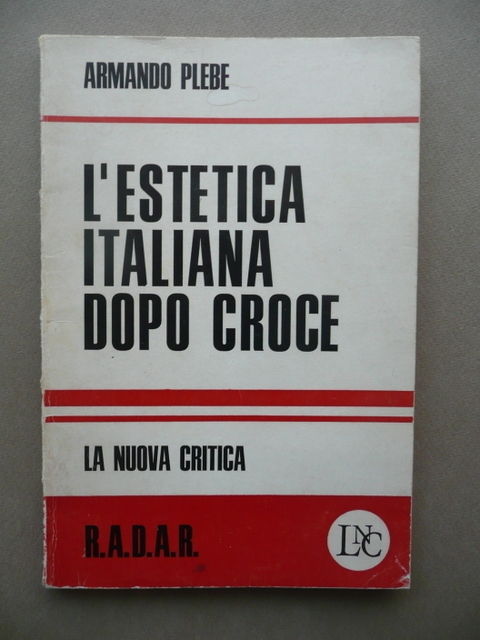 ARMANDO PLEBE
L'ESTETICA
ITALIANA
DOPO CROCE
LA NUOVA CRITICA
R.A.D.A.R.
LNC